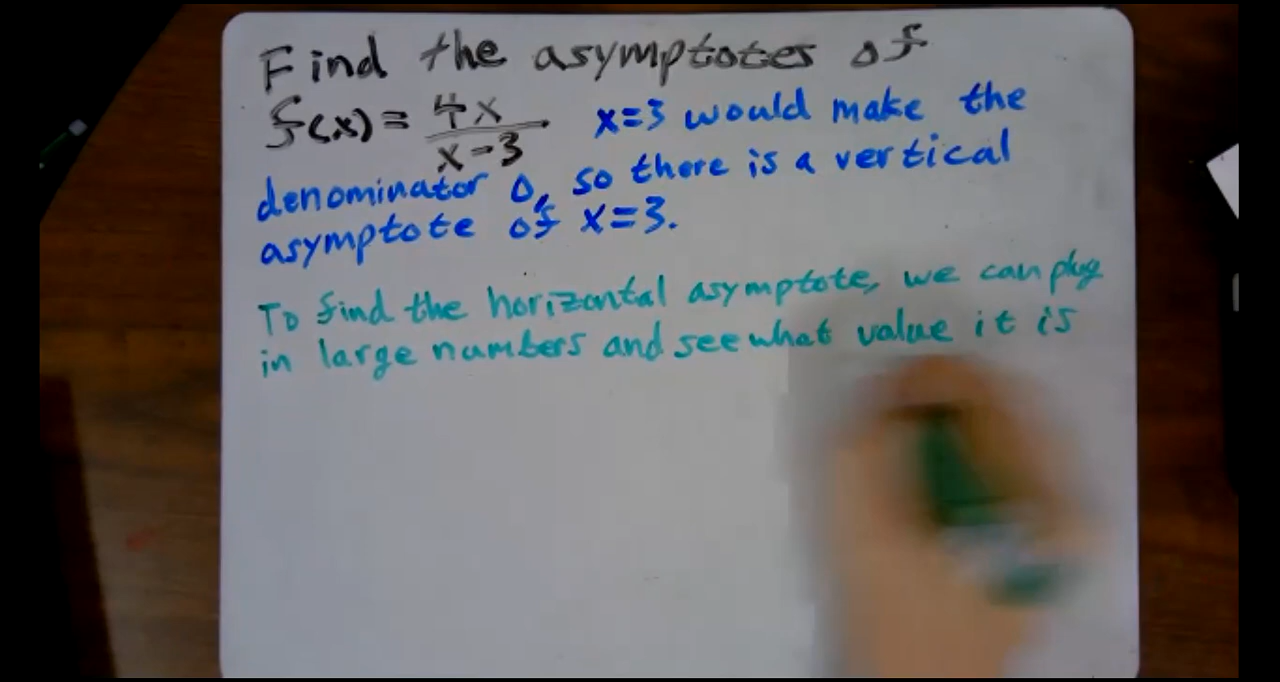 Find the asymptotes of
f(x) = 4x / x-3 x=3 would make the
denominator 0, so there is a vertical
asymptote of x=3.
To find the horizontal asymptote, we can plug
in large numbers and see what value it is